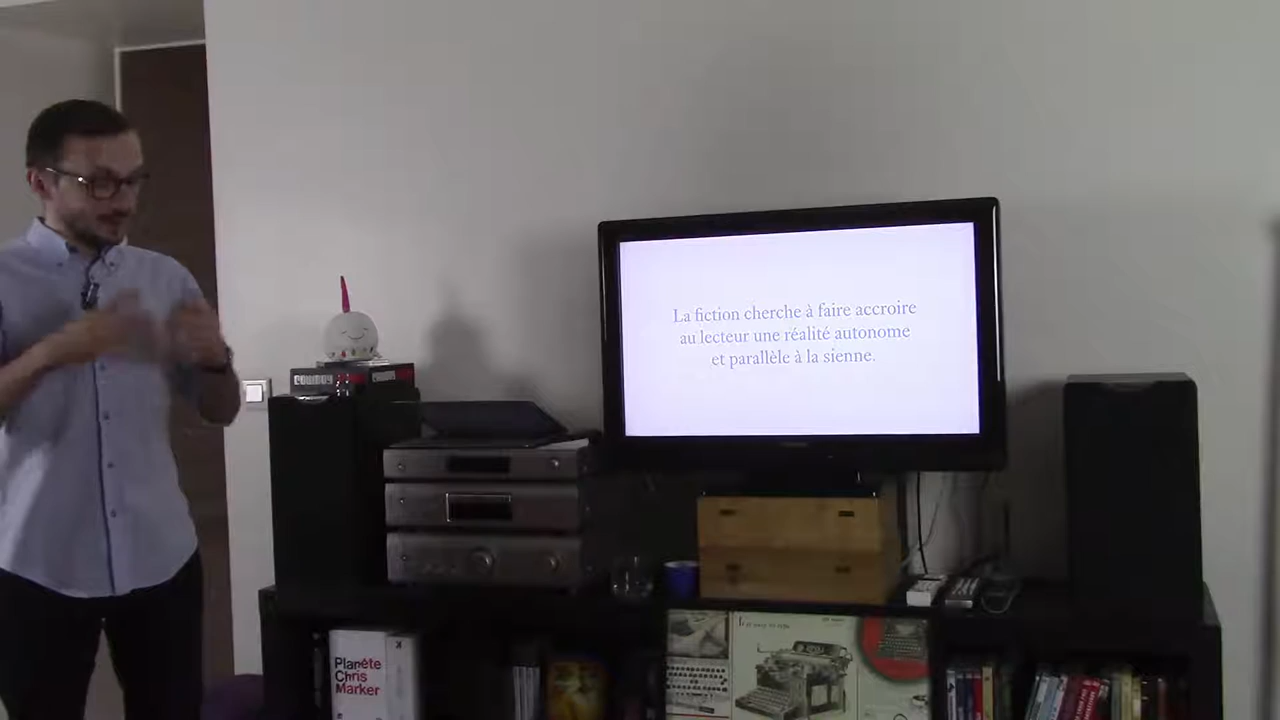 La fiction cherche à faire accroire
au lecteur une réalité autonome
et parallèle à la sienne.
Planète
Chris
Marker